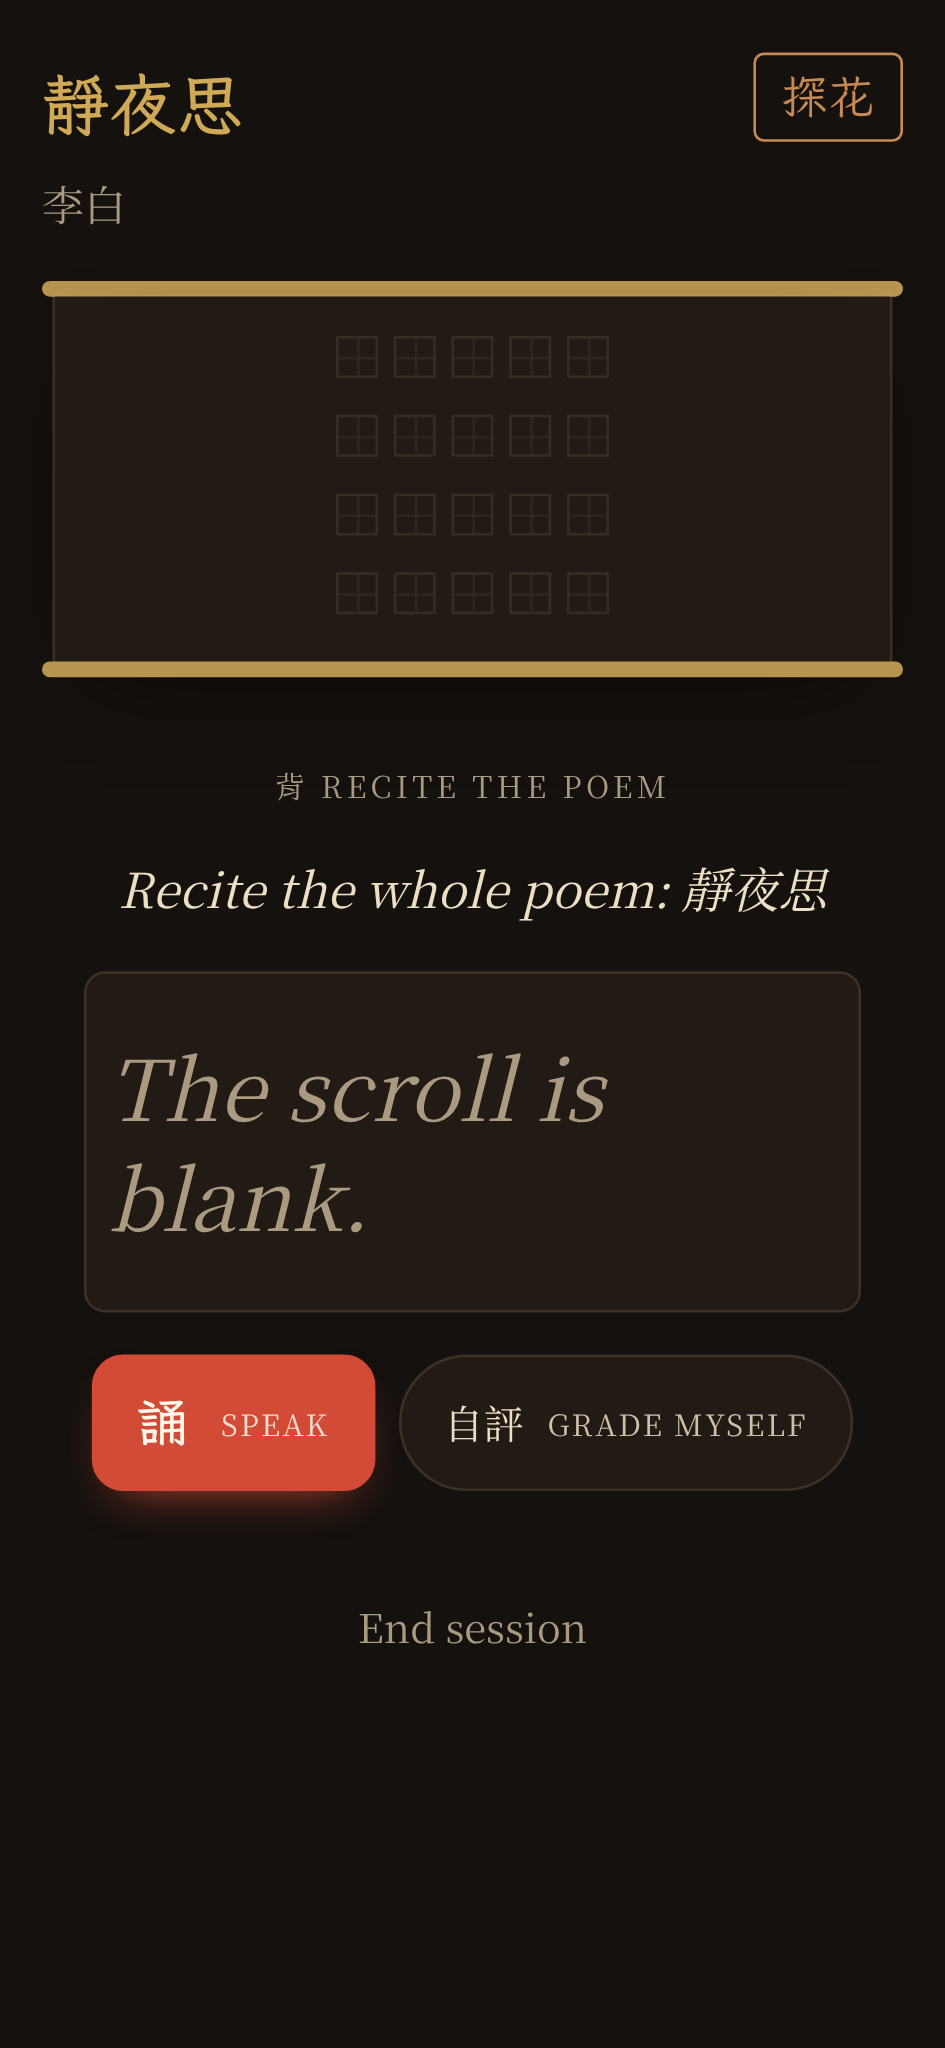 靜夜思
探花
李白
背 RECITE THE POEM
Recite the whole poem: 靜夜思
The scroll is
blank.
誦 SPEAK
自評 GRADE MYSELF
End session